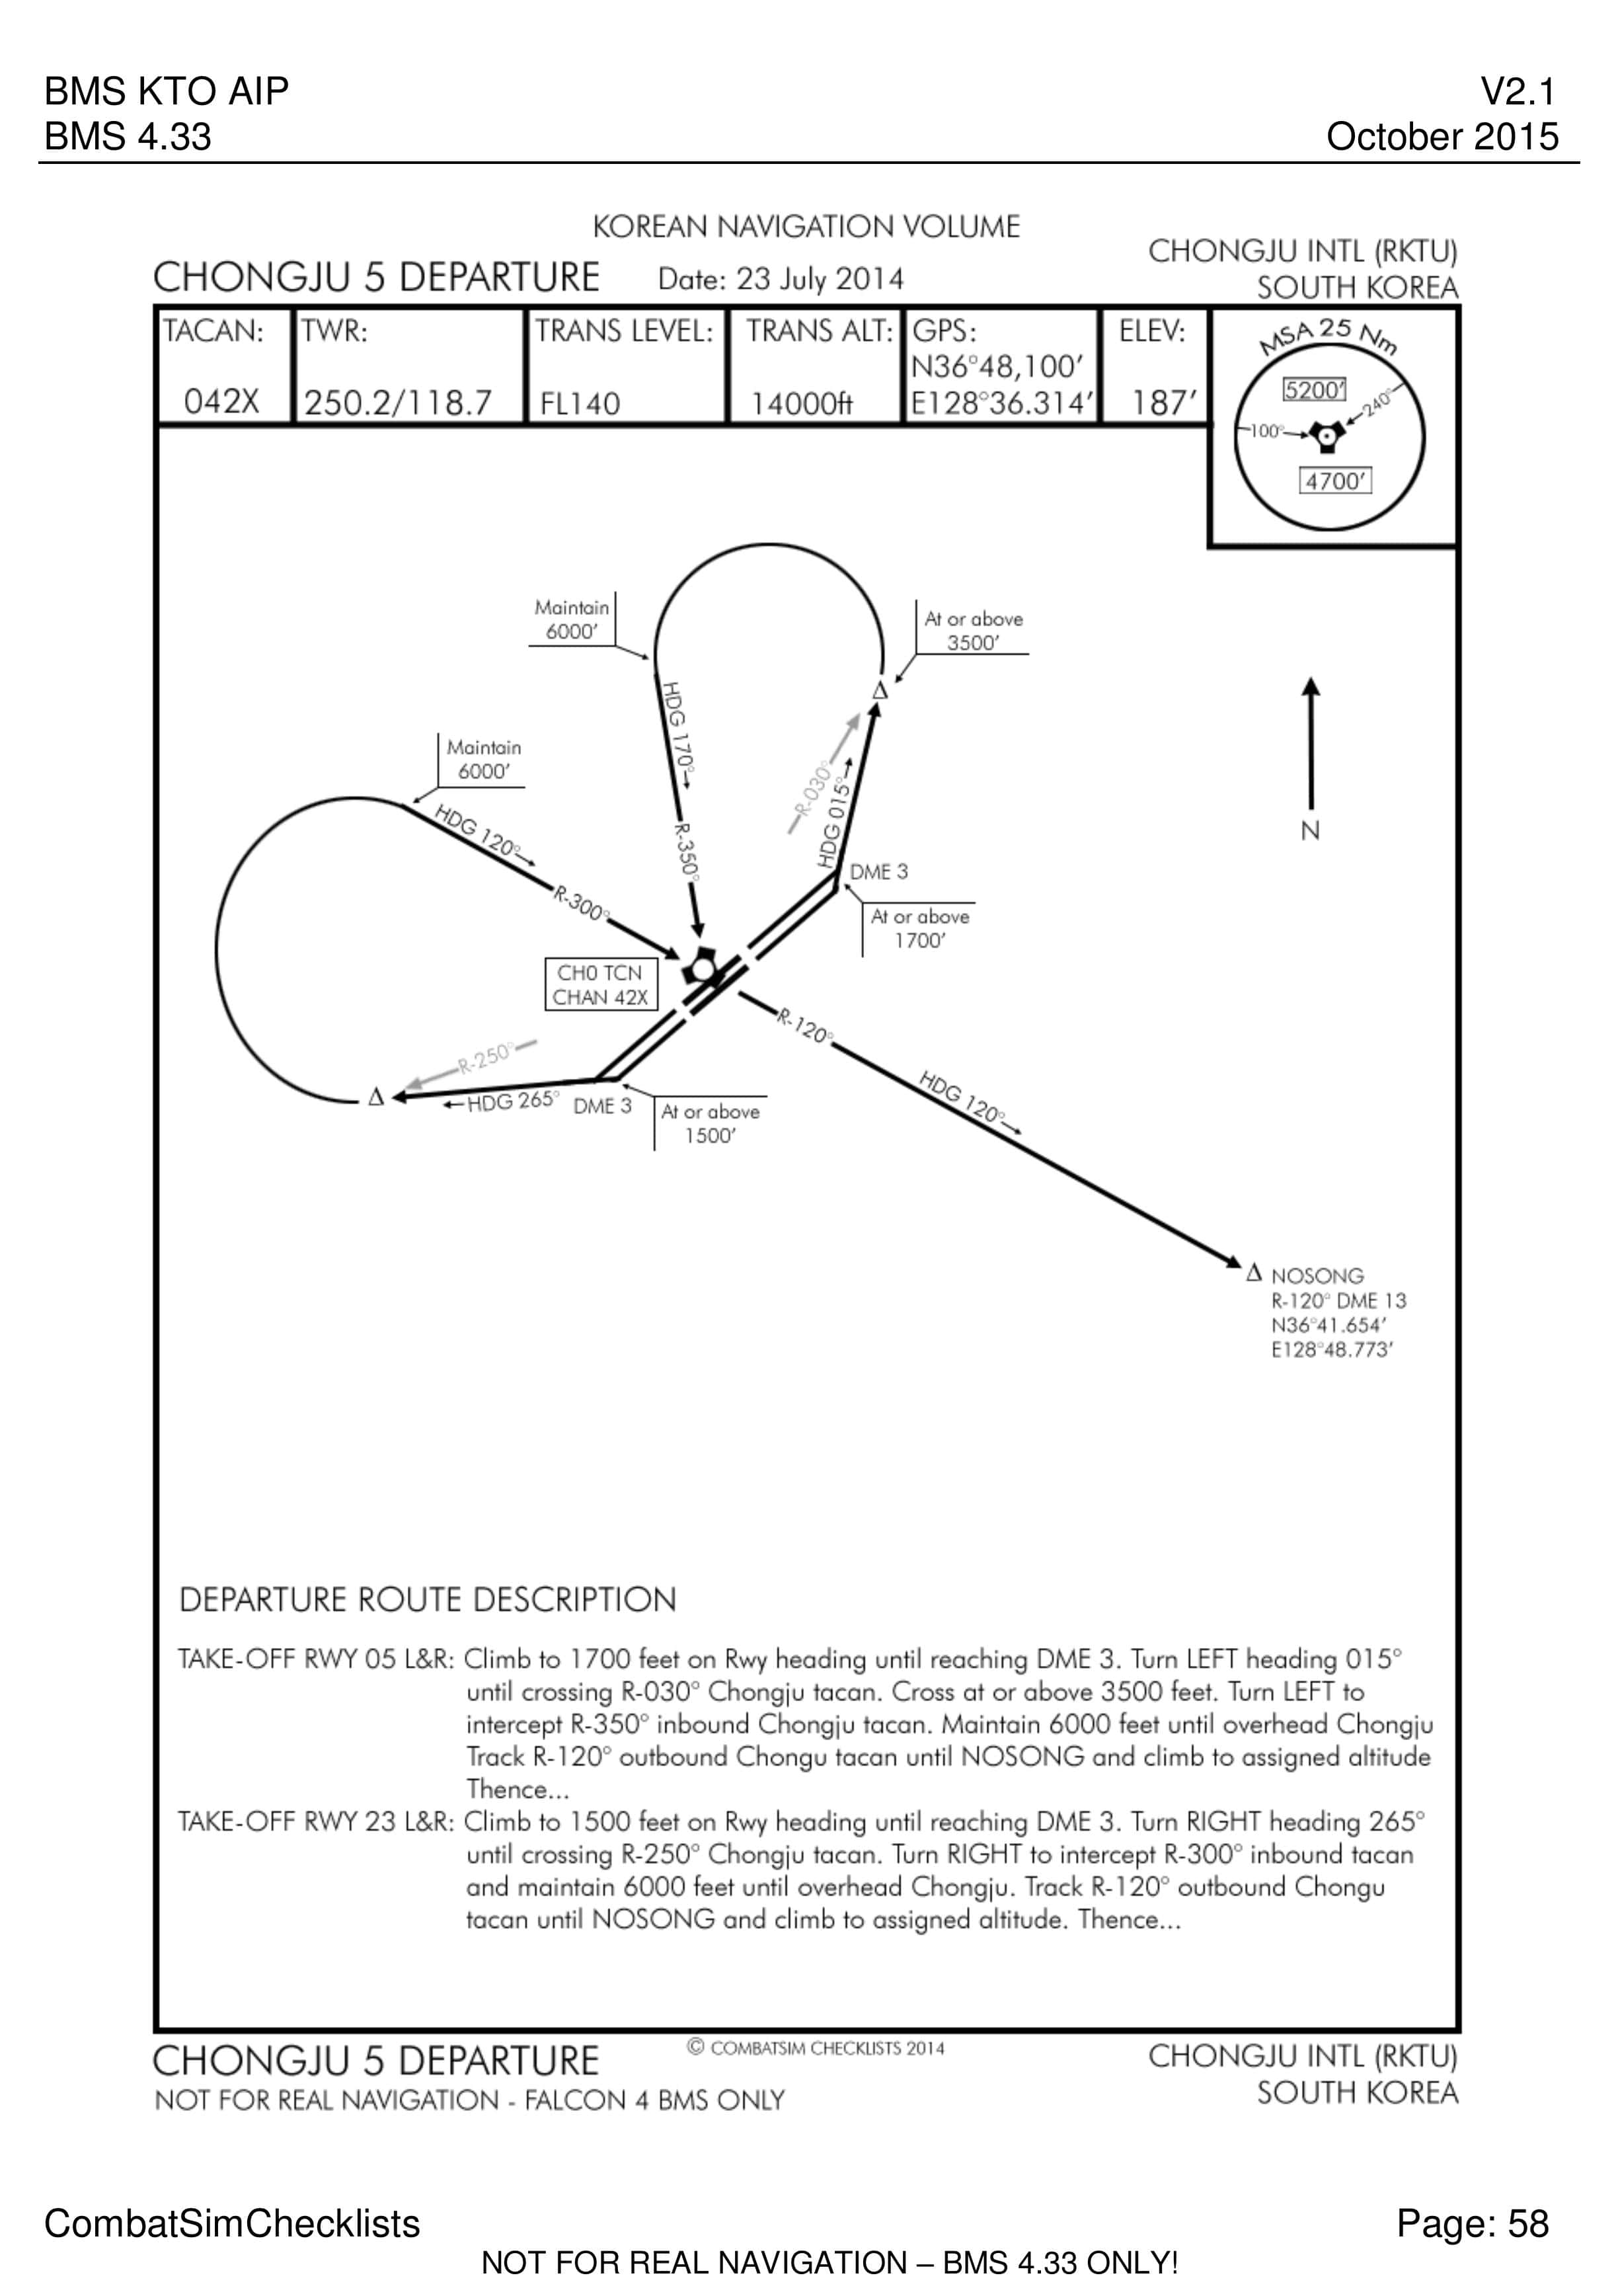 BMS KTO AIP
V2.1
BMS 4.33
October 2015
KOREAN NAVIGATION VOLUME
CHONGJU INTL (RKTU)
CHONGJU 5 DEPARTURE
Date: 23 July 2014
SOUTH KOREA
TACAN:
042X
TWR:
250.2/118.7
TRANS LEVEL:
FL140
TRANS ALT:
14000ft
GPS:
N36°48,100'
E128°36.314'
ELEV:
187'
MSA 25 Nm
5200'
240°
100°
4700'
Maintain
6000'
At or above
3500'
Δ
HDG 170°
R-030°
HDG 015°
R-350°
Maintain
6000'
HDG 120°
R-300°
N
DME 3
At or above
1700'
CH0 TCN
CHAN 42X
R-120°
HDG 120°
R-250°
Δ
HDG 265°
DME 3
At or above
1500'
Δ NOSONG
R-120° DME 13
N36°41.654'
E128°48.773'
DEPARTURE ROUTE DESCRIPTION
TAKE-OFF RWY 05 L&R: Climb to 1700 feet on Rwy heading until reaching DME 3. Turn LEFT heading 015°
until crossing R-030° Chongju tacan. Cross at or above 3500 feet. Turn LEFT to
intercept R-350° inbound Chongju tacan. Maintain 6000 feet until overhead Chongju
Track R-120° outbound Chongu tacan until NOSONG and climb to assigned altitude
Thence...
TAKE-OFF RWY 23 L&R: Climb to 1500 feet on Rwy heading until reaching DME 3. Turn RIGHT heading 265°
until crossing R-250° Chongju tacan. Turn RIGHT to intercept R-300° inbound tacan
and maintain 6000 feet until overhead Chongju. Track R-120° outbound Chongu
tacan until NOSONG and climb to assigned altitude. Thence...
CHONGJU 5 DEPARTURE
© COMBATSIM CHECKLISTS 2014
CHONGJU INTL (RKTU)
NOT FOR REAL NAVIGATION - FALCON 4 BMS ONLY
SOUTH KOREA
CombatSimChecklists
Page: 58
NOT FOR REAL NAVIGATION – BMS 4.33 ONLY!